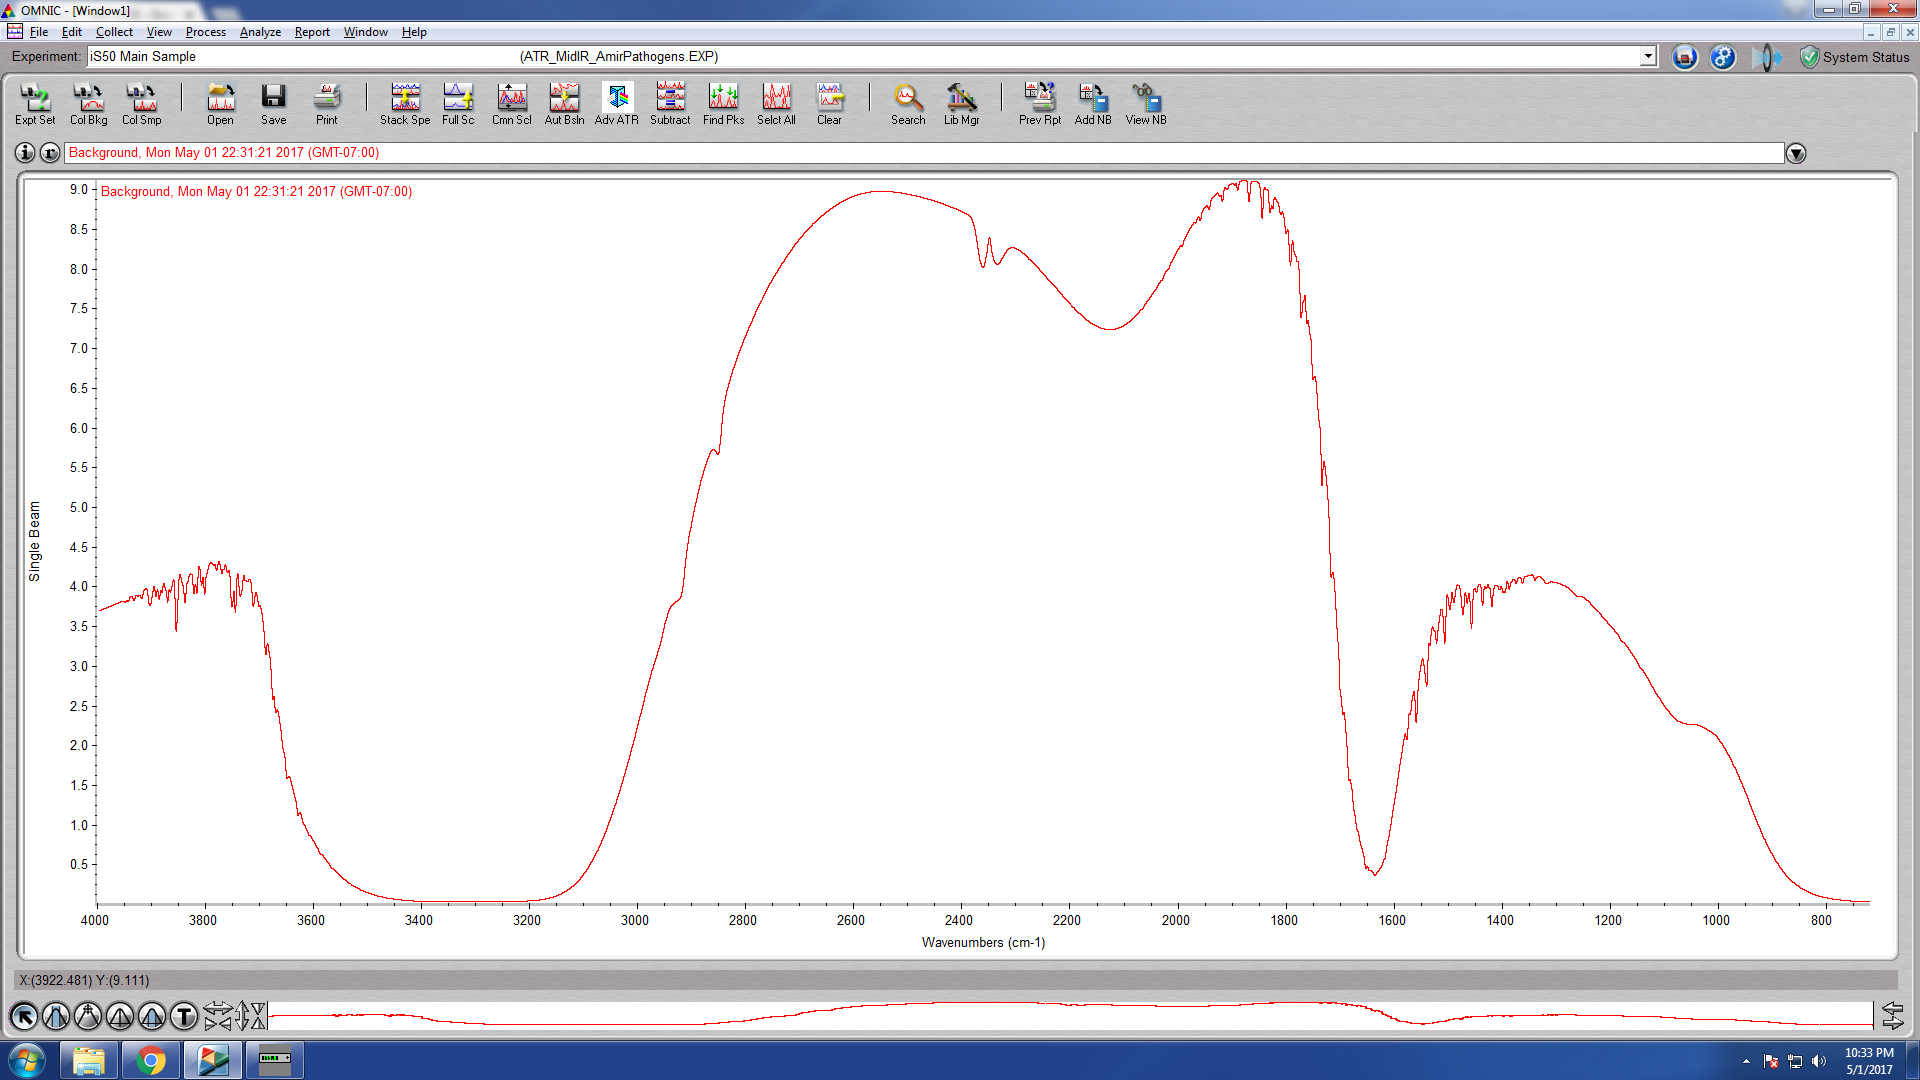 OMNIC - [Window1]
File Edit Collect View Process Analyze Report Window Help
Experiment: iS50 Main Sample (ATR_MidIR_AmirPathogens.EXP) System Status
Expt Set Col Bkg Col Smp Open Save Print Stack Spe Full Sc Cmn Scl Aut Bsln Adv ATR Subtract Find Pks Selct All Clear Search Lib Mgr Prev Rpt Add NB View NB
Background, Mon May 01 22:31:21 2017 (GMT-07:00)
Background, Mon May 01 22:31:21 2017 (GMT-07:00)
9.0
8.5
8.0
7.5
7.0
6.5
6.0
5.5
5.0
4.5
4.0
3.5
3.0
2.5
2.0
1.5
1.0
0.5
Single Beam
4000 3800 3600 3400 3200 3000 2800 2600 2400 2200 2000 1800 1600 1400 1200 1000 800
Wavenumbers (cm-1)
X:(3922.481) Y:(9.111)
T
10:33 PM
5/1/2017